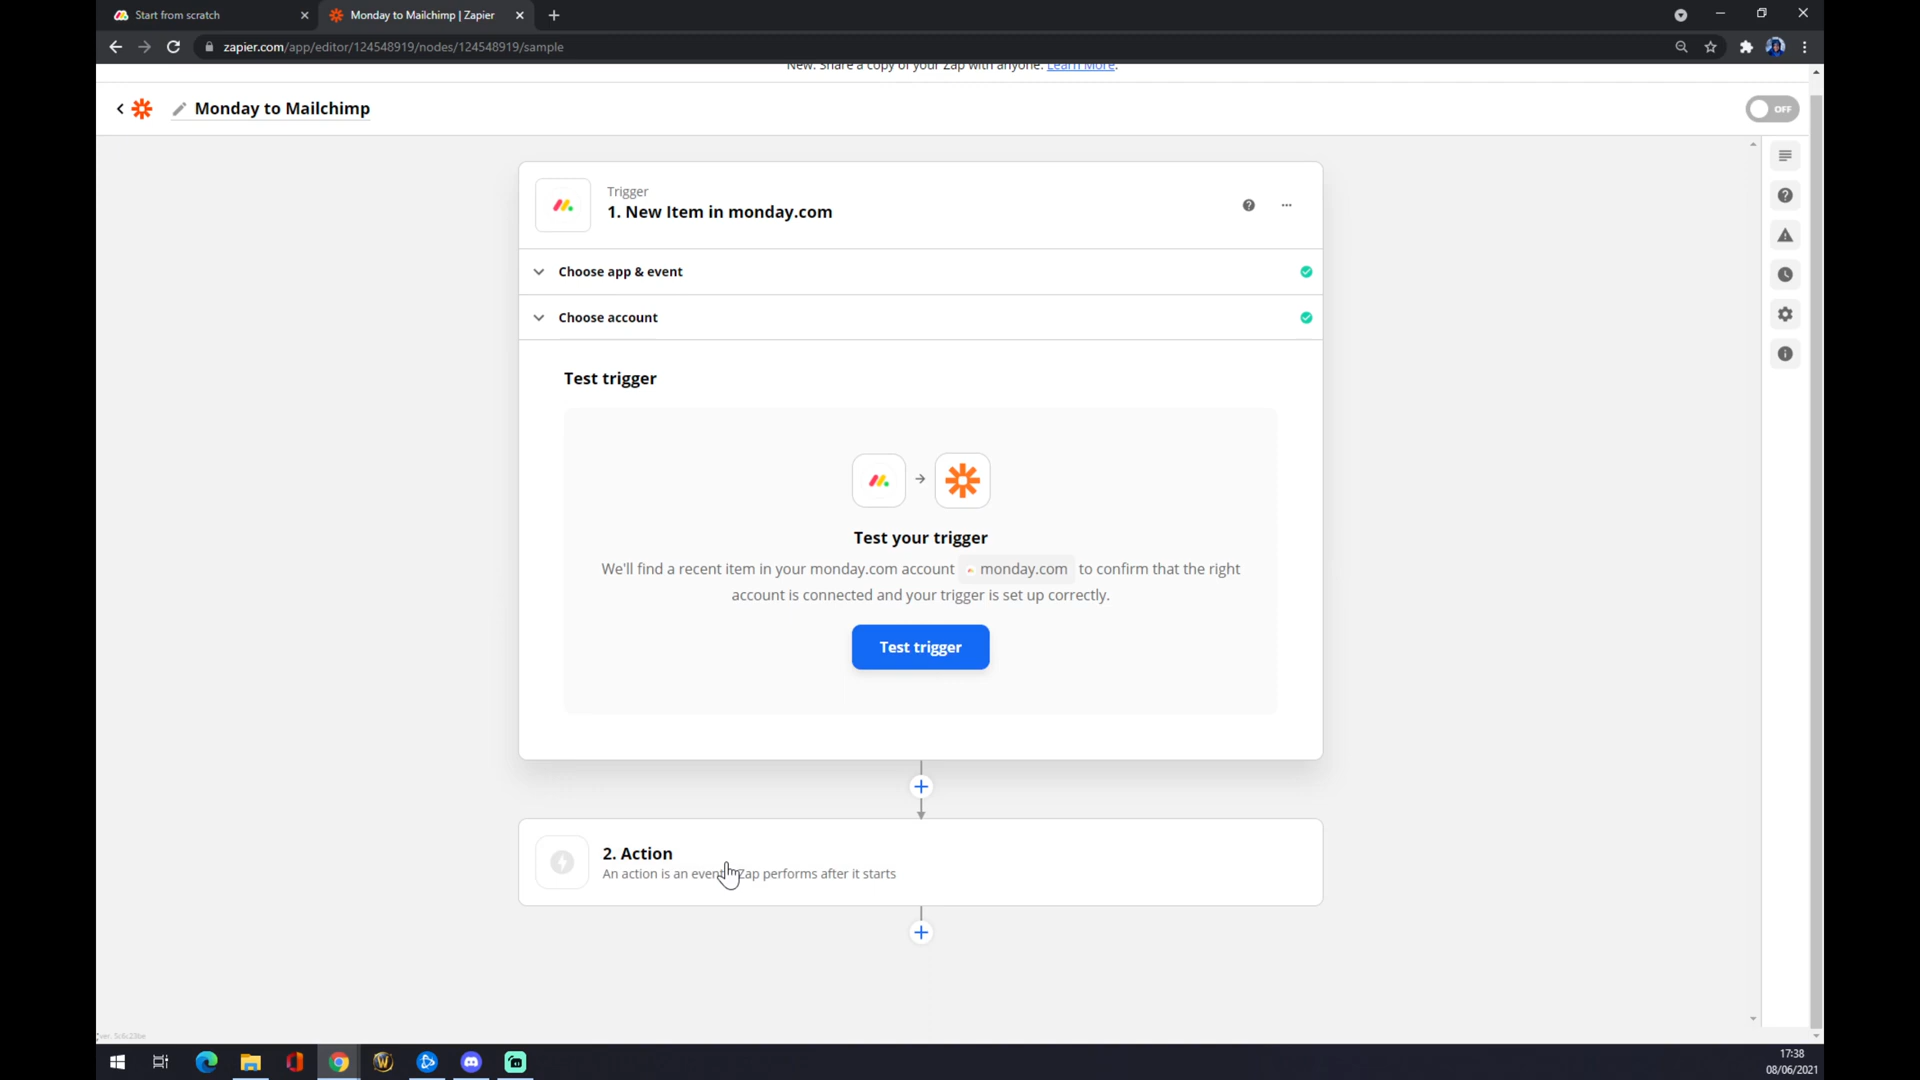 Start from scratch
Monday to Mailchimp | Zapier
zapier.com/app/editor/124548919/nodes/124548919/sample
New: Share a copy of your Zap with anyone. Learn More.
Monday to Mailchimp
OFF
Trigger
1. New Item in monday.com
Choose app & event
Choose account
Test trigger
Test your trigger
We'll find a recent item in your monday.com account monday.com to confirm that the right
account is connected and your trigger is set up correctly.
Test trigger
2. Action
An action is an event Zap performs after it starts
17:38
08/06/2021